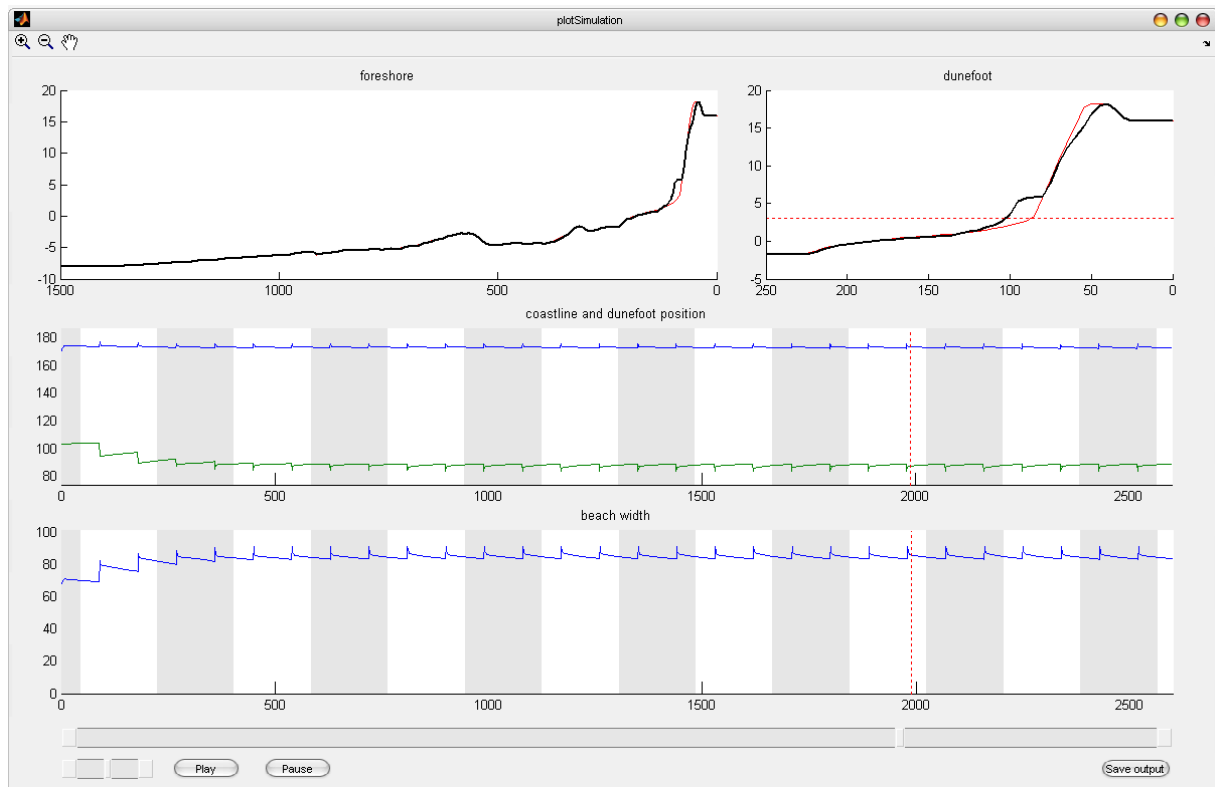 plotSimulation
foreshore
dunefoot
20
15
10
5
0
-5
-10
1500 1000 500 0
20
15
10
5
0
-5
250 200 150 100 50 0
coastline and dunefoot position
180
160
140
120
100
80
0 500 1000 1500 2000 2500
beach width
100
80
60
40
20
0
0 500 1000 1500 2000 2500
Play Pause Save output